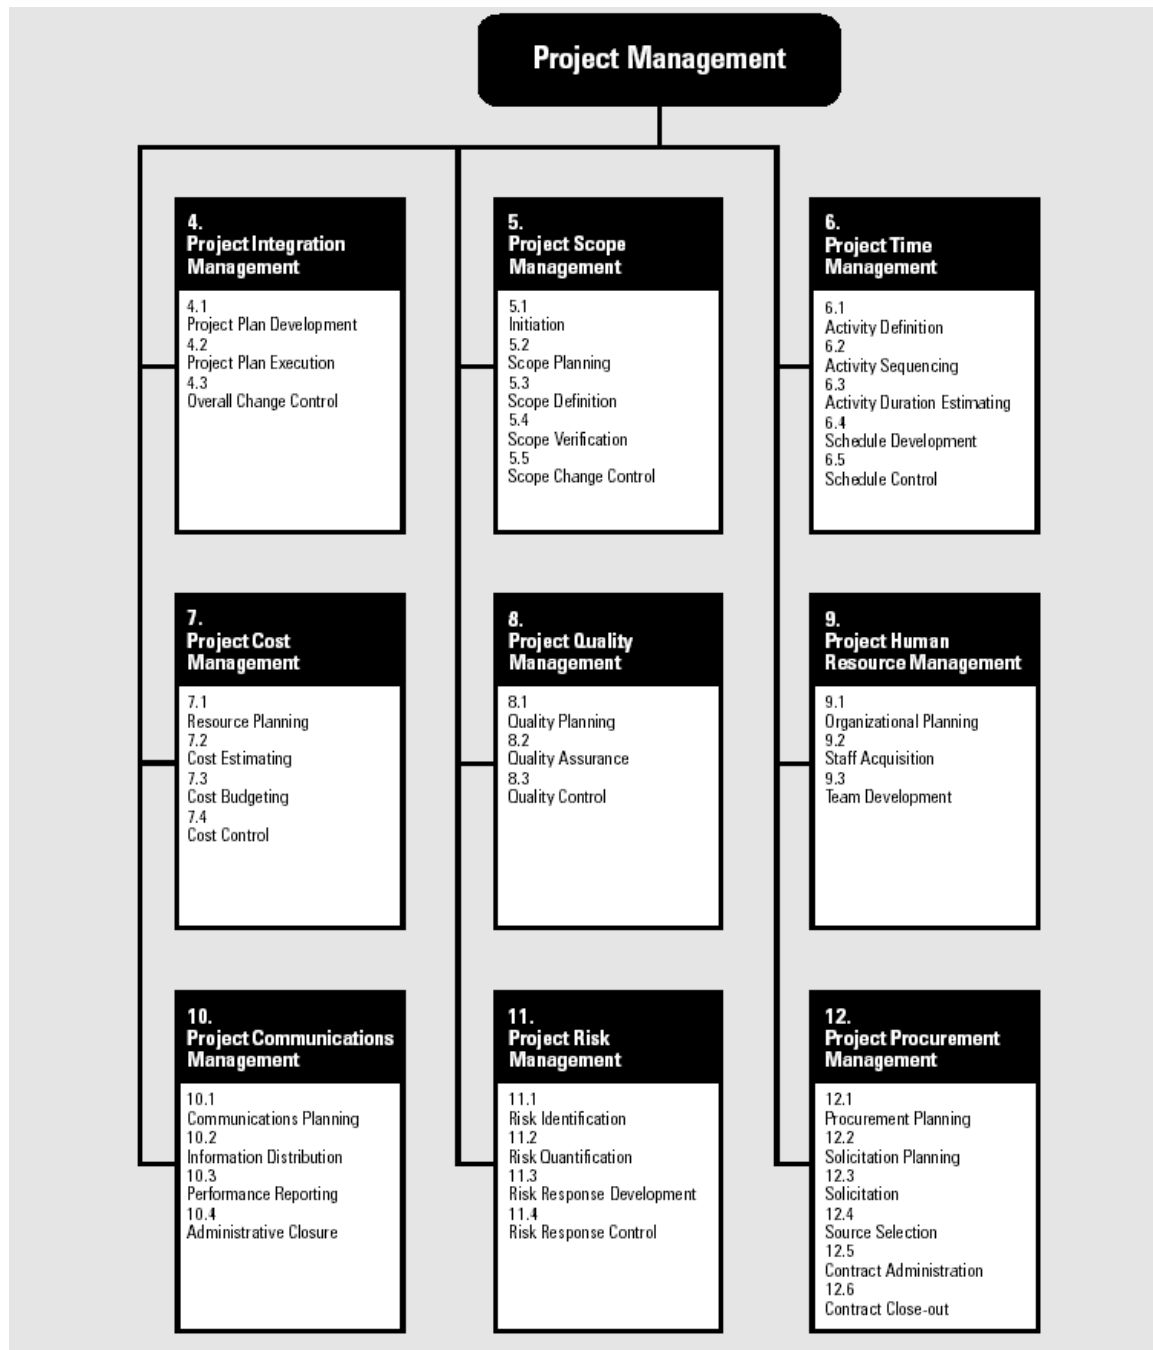 Project Management
4.
Project Integration
Management
4.1
Project Plan Development
4.2
Project Plan Execution
4.3
Overall Change Control
5.
Project Scope
Management
5.1
Initiation
5.2
Scope Planning
5.3
Scope Definition
5.4
Scope Verification
5.5
Scope Change Control
6.
Project Time
Management
6.1
Activity Definition
6.2
Activity Sequencing
6.3
Activity Duration Estimating
6.4
Schedule Development
6.5
Schedule Control
7.
Project Cost
Management
7.1
Resource Planning
7.2
Cost Estimating
7.3
Cost Budgeting
7.4
Cost Control
8.
Project Quality
Management
8.1
Quality Planning
8.2
Quality Assurance
8.3
Quality Control
9.
Project Human
Resource Management
9.1
Organizational Planning
9.2
Staff Acquisition
9.3
Team Development
10.
Project Communications
Management
10.1
Communications Planning
10.2
Information Distribution
10.3
Performance Reporting
10.4
Administrative Closure
11.
Project Risk
Management
11.1
Risk Identification
11.2
Risk Quantification
11.3
Risk Response Development
11.4
Risk Response Control
12.
Project Procurement
Management
12.1
Procurement Planning
12.2
Solicitation Planning
12.3
Solicitation
12.4
Source Selection
12.5
Contract Administration
12.6
Contract Close-out